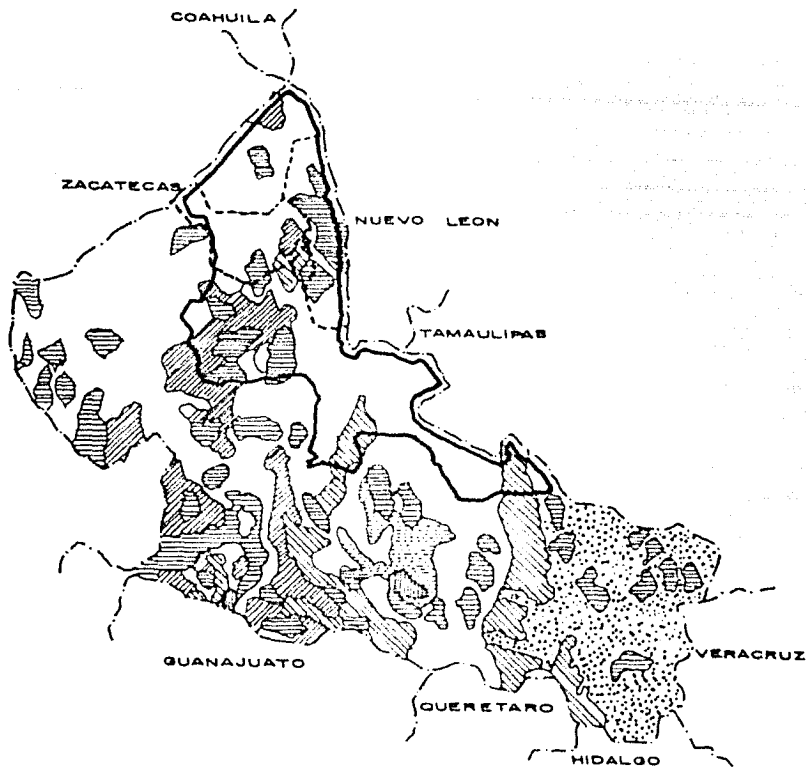 COAHUILA
ZACATECAS
NUEVO LEON
TAMAULIPAS
GUANAJUATO
VERACRUZ
QUERETARO
HIDALGO